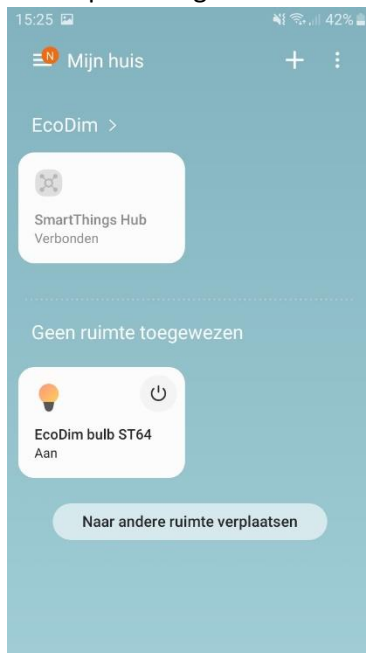 15:25 42%
N Mijn huis
EcoDim >
SmartThings Hub
Verbonden
Geen ruimte toegewezen
EcoDim bulb ST64
Aan
Naar andere ruimte verplaatsen